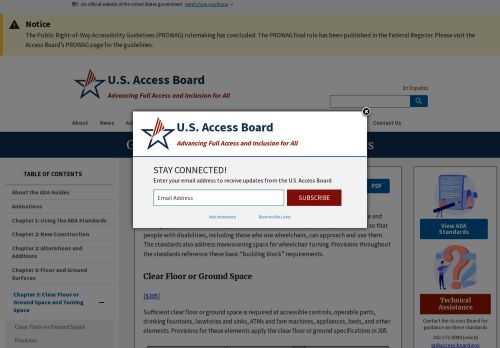 An official website of the United States government Here's how you know
Notice
The Public Right-of-Way Accessibility Guidelines (PROWAG) rulemaking has concluded. The PROWAG final rule has been published in the Federal Register. Please visit the
Access Board's PROWAG page for the guidelines.
U.S. Access Board
Advancing Full Access and Inclusion for All
En Español
About
News
Contact Us
U.S. Access Board
Advancing Full Access and Inclusion for All
STAY CONNECTED!
Enter your email address to receive updates from the U.S. Access Board.
Email Address
SUBSCRIBE
Not Interested
Remind Me Later
TABLE OF CONTENTS
About the ADA Guides
Animations
Chapter 1: Using the ADA Standards
Chapter 2: New Construction
Chapter 2: Alterations and
Additions
Chapter 3: Floor and Ground
Surfaces
Chapter 3: Clear Floor or Ground
Space and Turning
Space
Clear Floor or Ground Space
Position
PDF
and
people with disabilities, including those who use wheelchairs, can approach and use them.
The standards also address maneuvering space for wheelchair turning. Provisions throughout
the standards reference these basic "building block" requirements.
Clear Floor or Ground Space
[§305]
Sufficient clear floor or ground space is required at accessible controls, operable parts,
drinking fountains, lavatories and sinks, ATMs and fare machines, appliances, beds, and other
elements. Provisions for these elements apply the clear floor or ground specifications in 305.
View ADA
Standards
Technical
Assistance
Contact the Access Board for
guidance on these standards